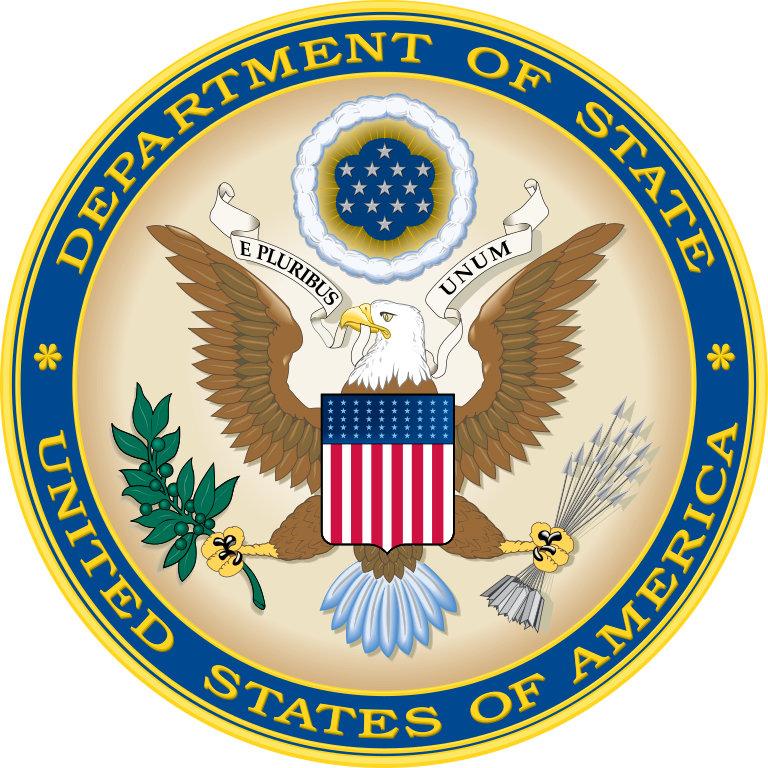 DEPARTMENT OF STATE
E PLURIBUS UNUM
UNITED STATES OF AMERICA